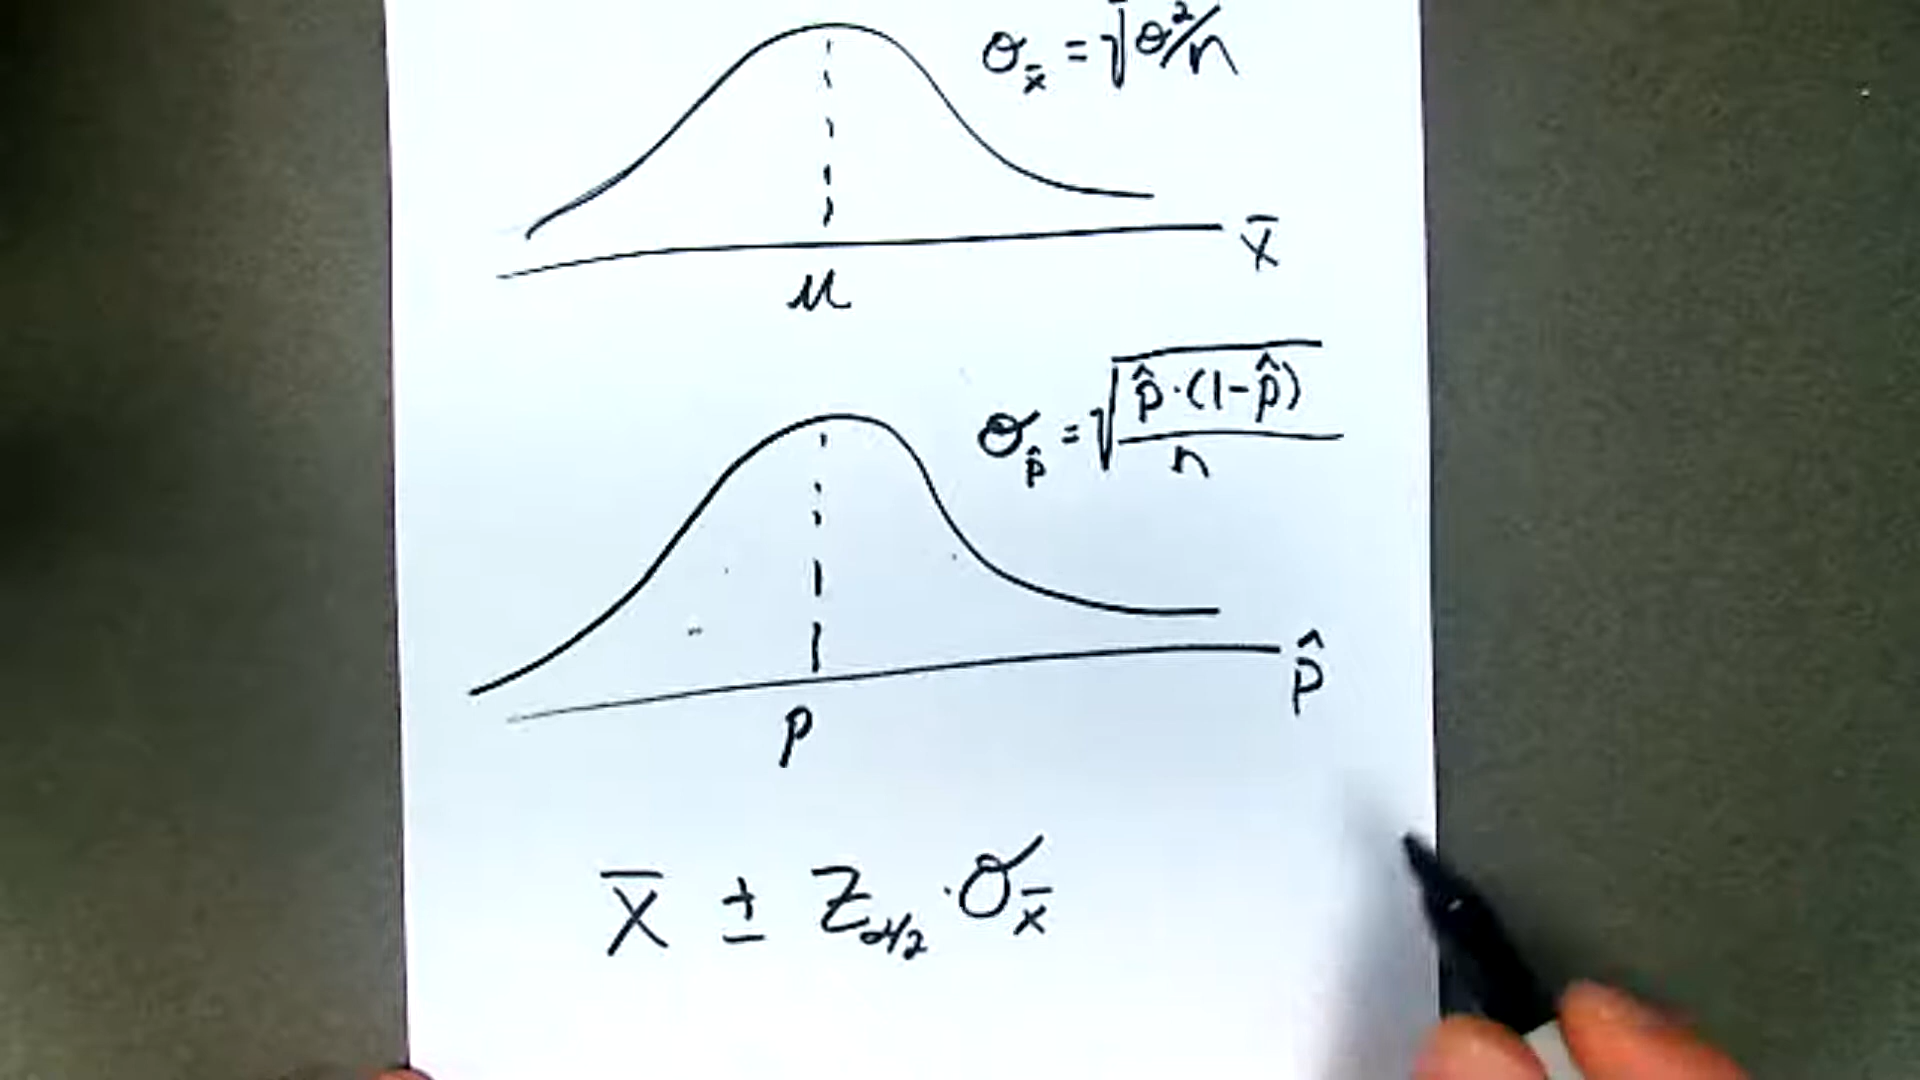 σx̄ = √σ²/n
x̄
μ
σp̂ = √p̂·(1-p̂)/n
p̂
p
x̄ ± Zα/2 · σx̄